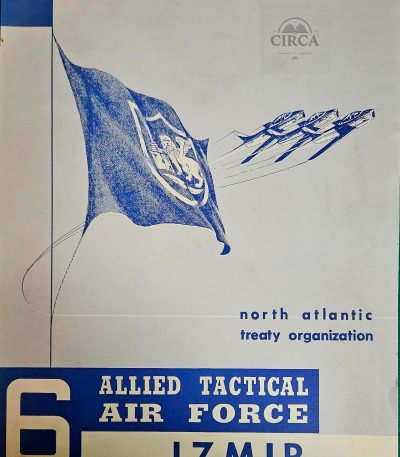 CIRCA
north atlantic
treaty organization
6
ALLIED TACTICAL
AIR FORCE
IZMIR